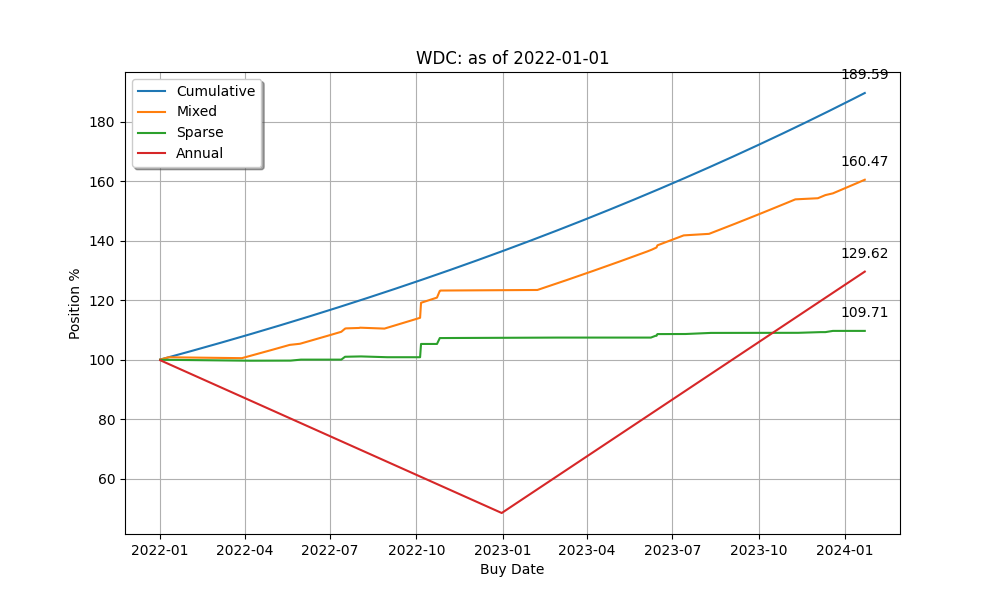 WDC: as of 2022-01-01
Cumulative
Mixed
Sparse
Annual
189.59
160.47
129.62
109.71
Position %
180
160
140
120
100
80
60
2022-01 2022-04 2022-07 2022-10 2023-01 2023-04 2023-07 2023-10 2024-01
Buy Date